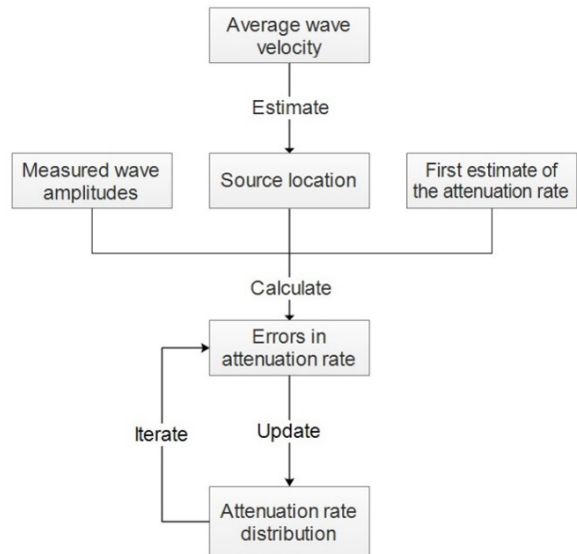 Average wave
velocity
Estimate
Measured wave
amplitudes
Source location
First estimate of
the attenuation rate
Calculate
Errors in
attenuation rate
Iterate
Update
Attenuation rate
distribution